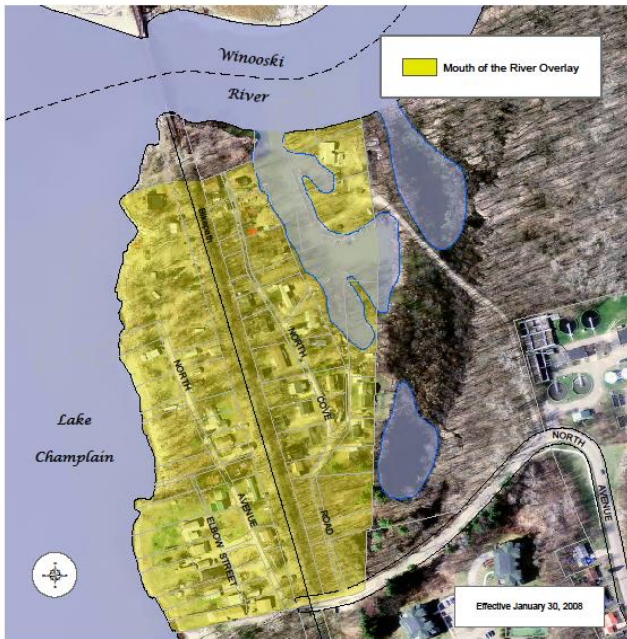 Winooski
River
Mouth of the River Overlay
NORTH
AVENUE
NORTH
COVE
ROAD
ELBOW STREET
Lake
Champlain
NORTH
AVENUE
Effective January 30, 2008